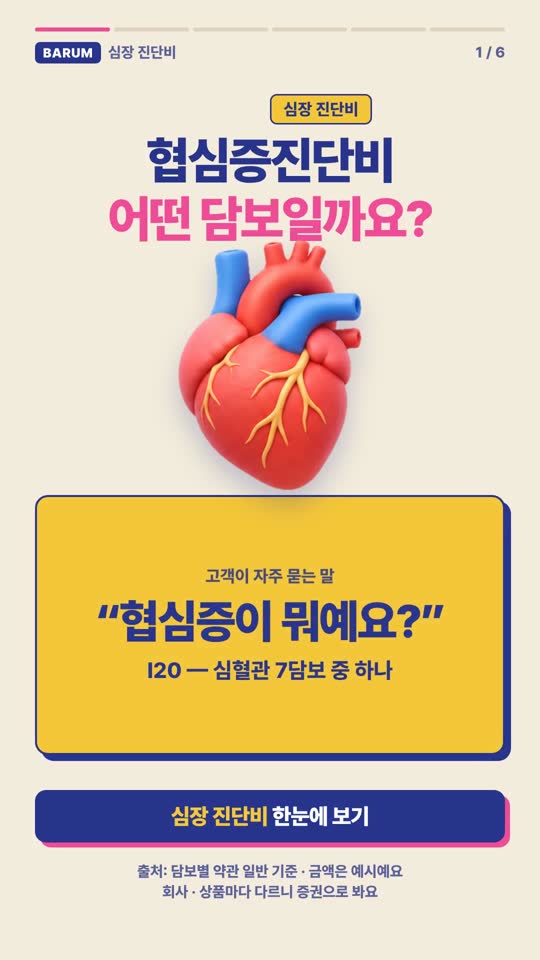 BARUM 심장 진단비 1 / 6
심장 진단비
협심증진단비
어떤 담보일까요?
고객이 자주 묻는 말
“협심증이 뭐예요?”
I20 — 심혈관 7담보 중 하나
심장 진단비 한눈에 보기
출처: 담보별 약관 일반 기준 · 금액은 예시예요
회사 · 상품마다 다르니 증권으로 봐요